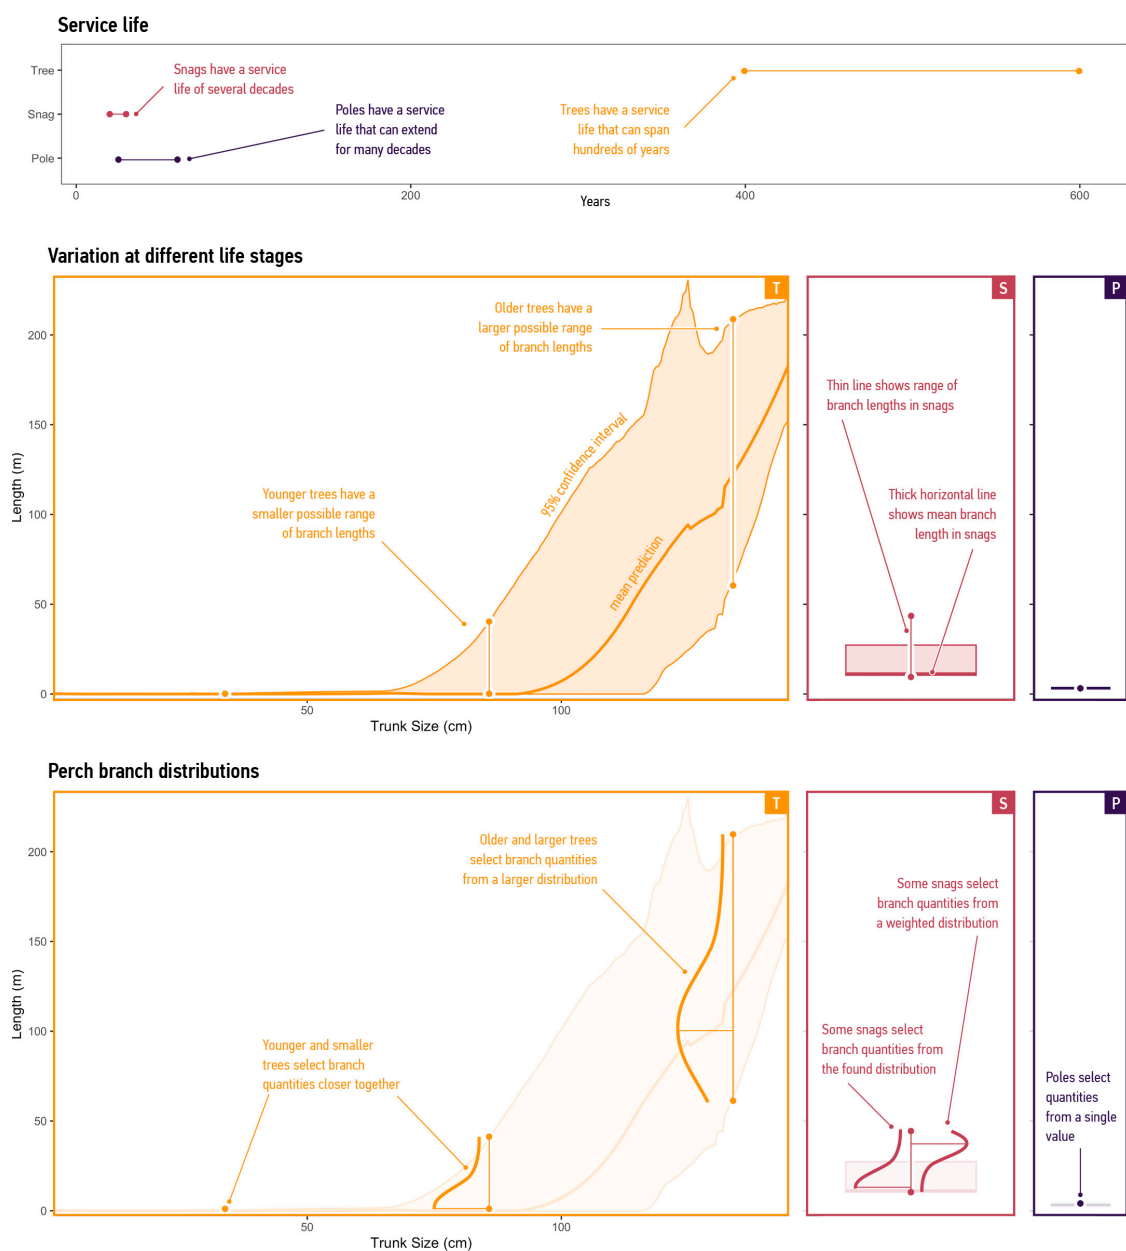 Service life
Tree
Snag
Pole
Snags have a service
life of several decades
Poles have a service
life that can extend
for many decades
Trees have a service
life that can span
hundreds of years
0
200
400
600
Years
Variation at different life stages
T
S
P
200
150
100
50
0
Length (m)
Older trees have a
larger possible range
of branch lengths
95% confidence interval
Younger trees have a
smaller possible range
of branch lengths
mean prediction
Thin line shows range of
branch lengths in snags
Thick horizontal line
shows mean branch
length in snags
50
100
Trunk Size (cm)
Perch branch distributions
T
S
P
200
150
100
50
0
Length (m)
Older and larger trees
select branch quantities
from a larger distribution
Younger and smaller
trees select branch
quantities closer together
Some snags select
branch quantities from
a weighted distribution
Some snags select
branch quantities from
the found distribution
Poles select
quantities
from a single
value
50
100
Trunk Size (cm)